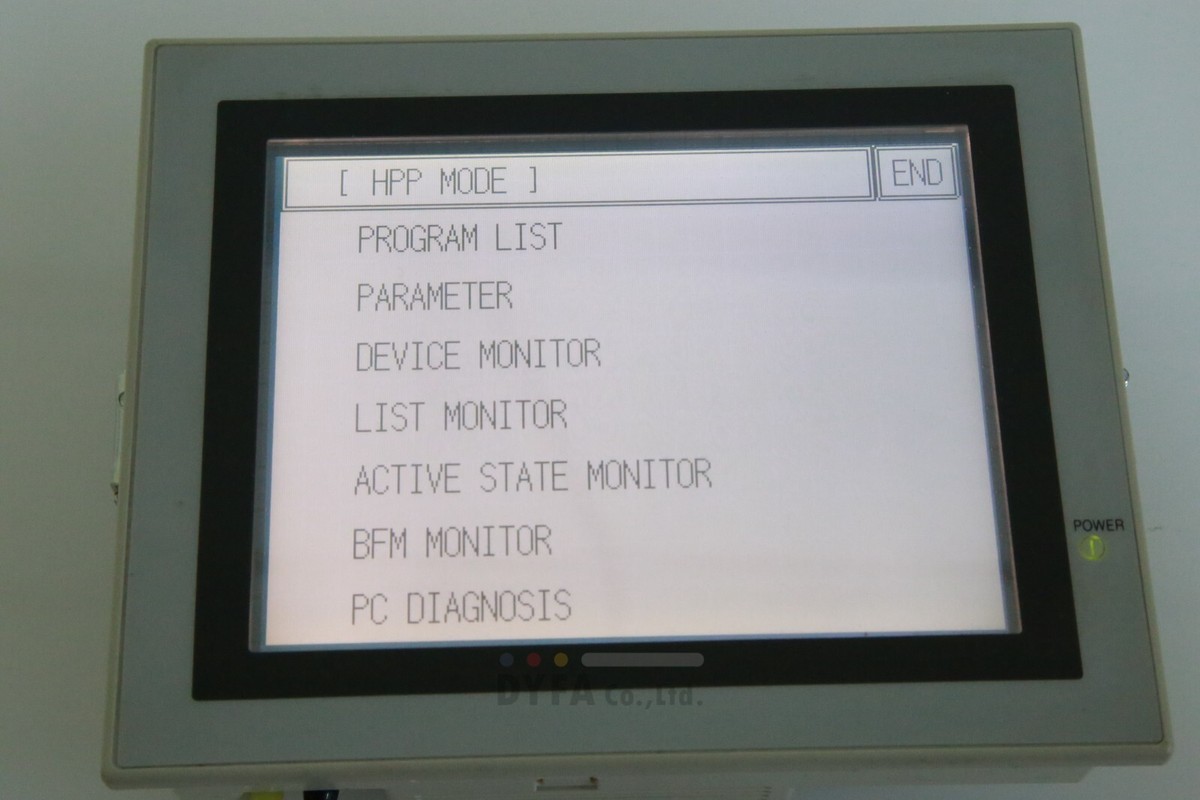 [ HPP MODE ]
END
PROGRAM LIST
PARAMETER
DEVICE MONITOR
LIST MONITOR
ACTIVE STATE MONITOR
BFM MONITOR
PC DIAGNOSIS
POWER
DYFA Co.,Ltd.